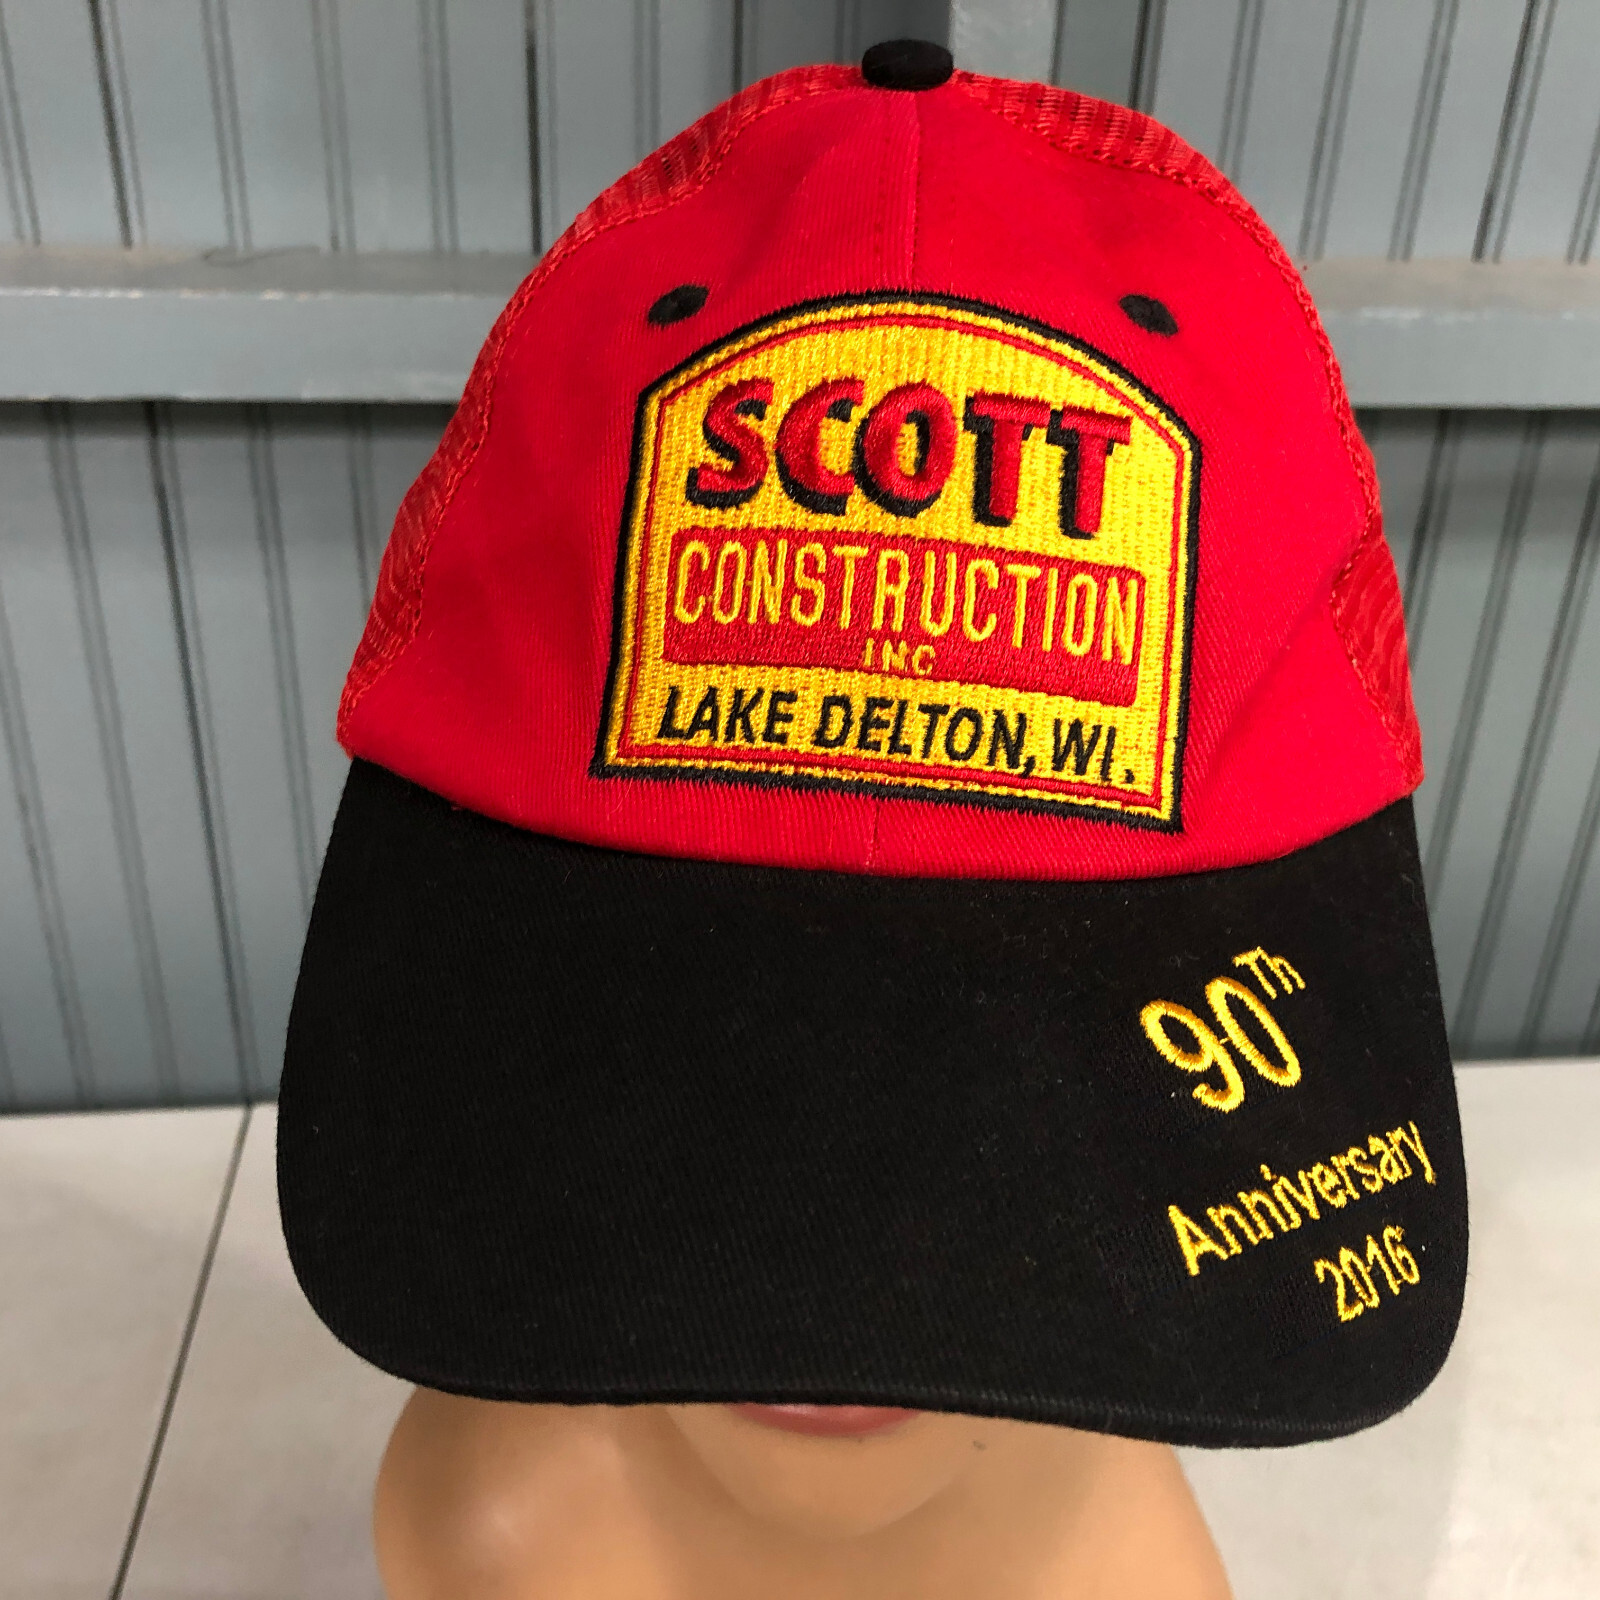 SCOTT
CONSTRUCTION
INC
LAKE DELTON, WI.
90Th
Anniversary
2016